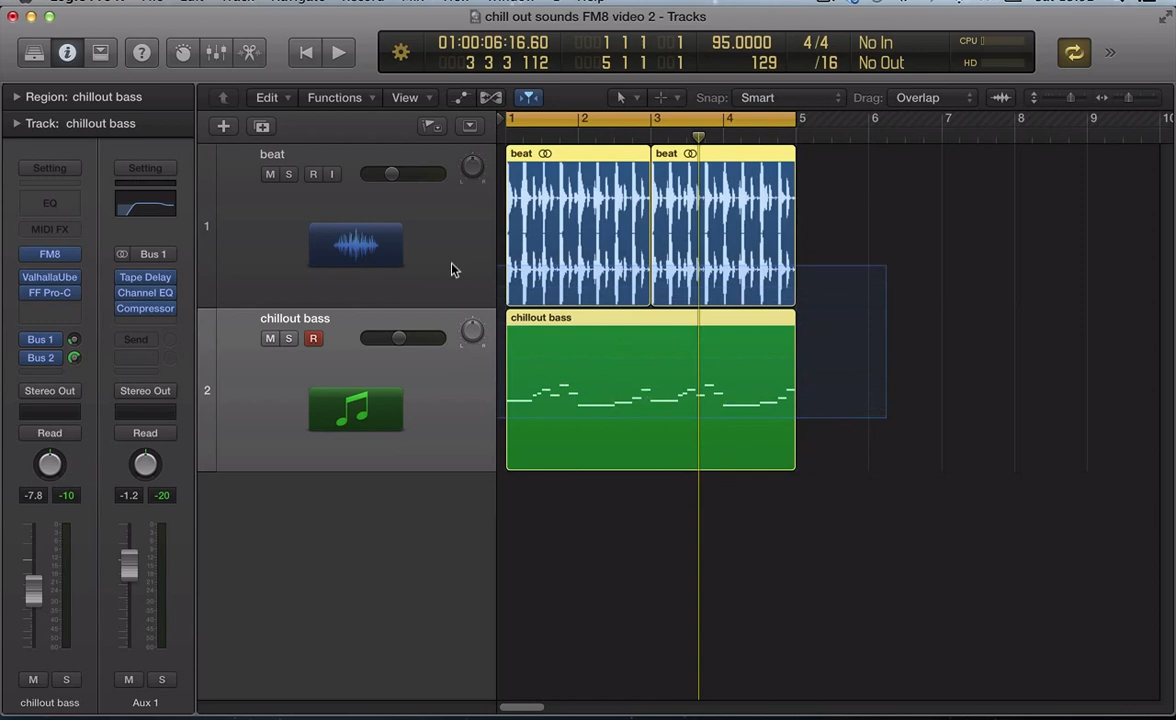 chill out sounds FM8 video 2 - Tracks
01:00:06:16.60 1 1 1 1 95.0000 4/4 No In CPU
3 3 3 112 5 1 1 1 129 /16 No Out HD
Region: chillout bass Edit Functions View Snap: Smart Drag: Overlap
Track: chillout bass
1 2 3 4 5 6 7 8 9 10
Setting Setting
EQ
MIDI FX
FM8 Bus 1
ValhallaUbe Tape Delay
FF Pro-C Channel EQ
Compressor
Bus 1 Send
Bus 2
Stereo Out Stereo Out
Read Read
-7.8 -10 -1.2 -20
M S M S
chillout bass Aux 1
1
beat
M S R I
L R
beat beat
2
chillout bass
M S R
L R
chillout bass